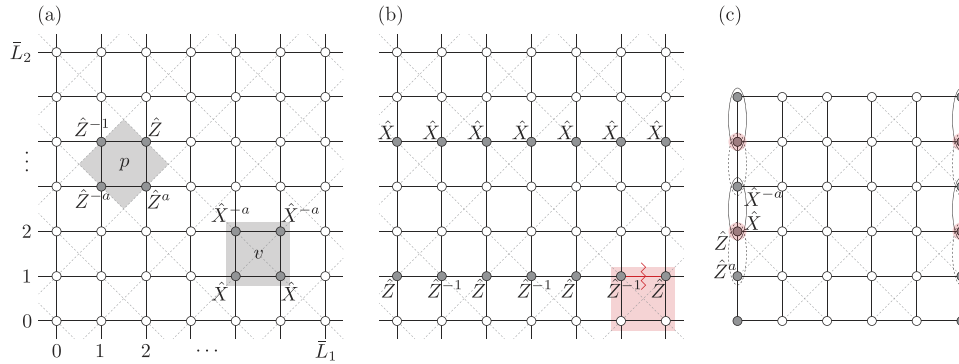 (a) (b) (c)
L̄₂
Ẑ⁻¹ Ẑ
X̂ X̂ X̂ X̂ X̂ X̂ X̂
⋮ p
Ẑ⁻ᵃ Ẑᵃ
X̂⁻ᵃ
X̂⁻ᵃ X̂⁻ᵃ
X̂
2
v
Ẑ
1
Ẑᵃ
X̂ X̂
Ẑ Ẑ⁻¹ Ẑ Ẑ⁻¹ Ẑ Ẑ⁻¹ Ẑ
0
0 1 2 ⋯ L̄₁